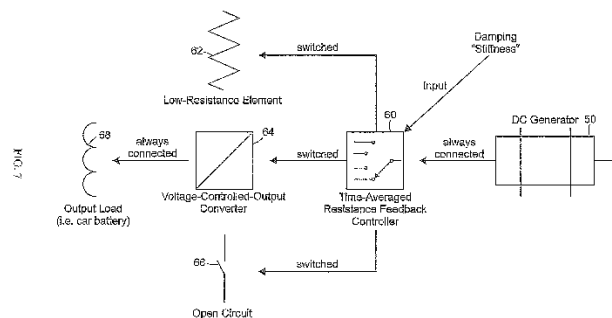 FIG. 7
62
Low-Resistance Element
switched
Damping
"Stiffness"
Input
68
always
connected
Output Load
(i.e. car battery)
64
Voltage-Controlled-Output
Converter
switched
60
Time-Averaged
Resistance Feedback
Controller
always
connected
DC Generator
50
66
Open Circuit
switched